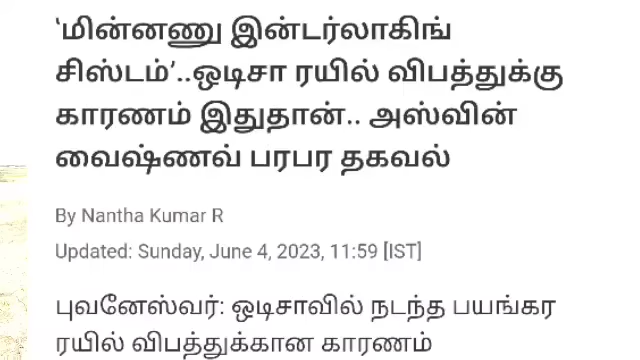 ‘மின்னணு இன்டர்லாகிங்
சிஸ்டம்’..ஒடிசா ரயில் விபத்துக்கு
காரணம் இதுதான்.. அஸ்வின்
வைஷ்ணவ் பரபர தகவல்
By Nantha Kumar R
Updated: Sunday, June 4, 2023, 11:59 [IST]
புவனேஸ்வர்: ஒடிசாவில் நடந்த பயங்கர
ரயில் விபத்துக்கான காரணம்